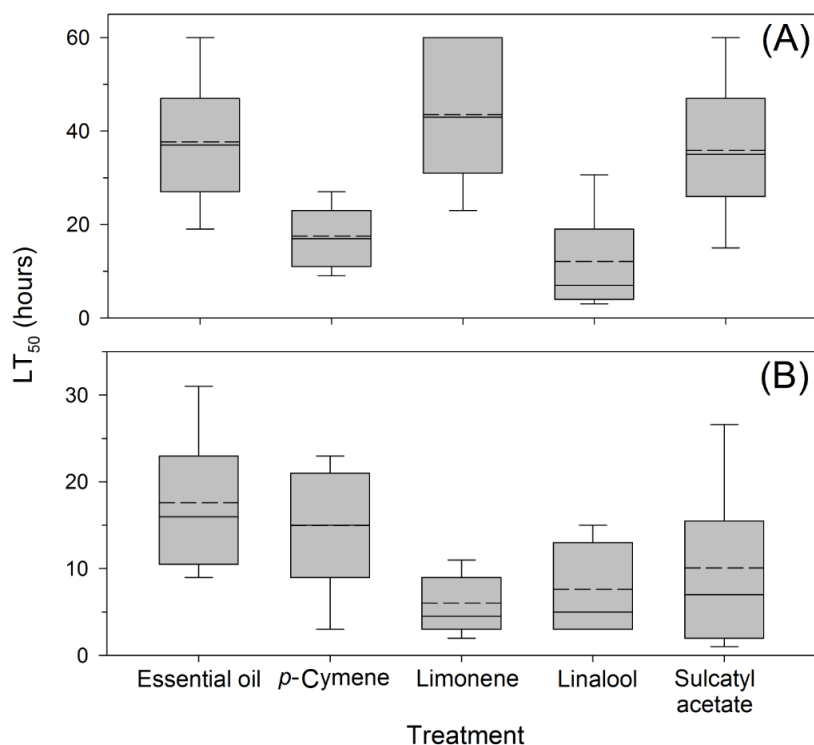 (A)
60
40
20
0
LT50 (hours)
(B)
30
20
10
0
Essential oil
p-Cymene
Limonene
Linalool
Sulcatyl
acetate
Treatment